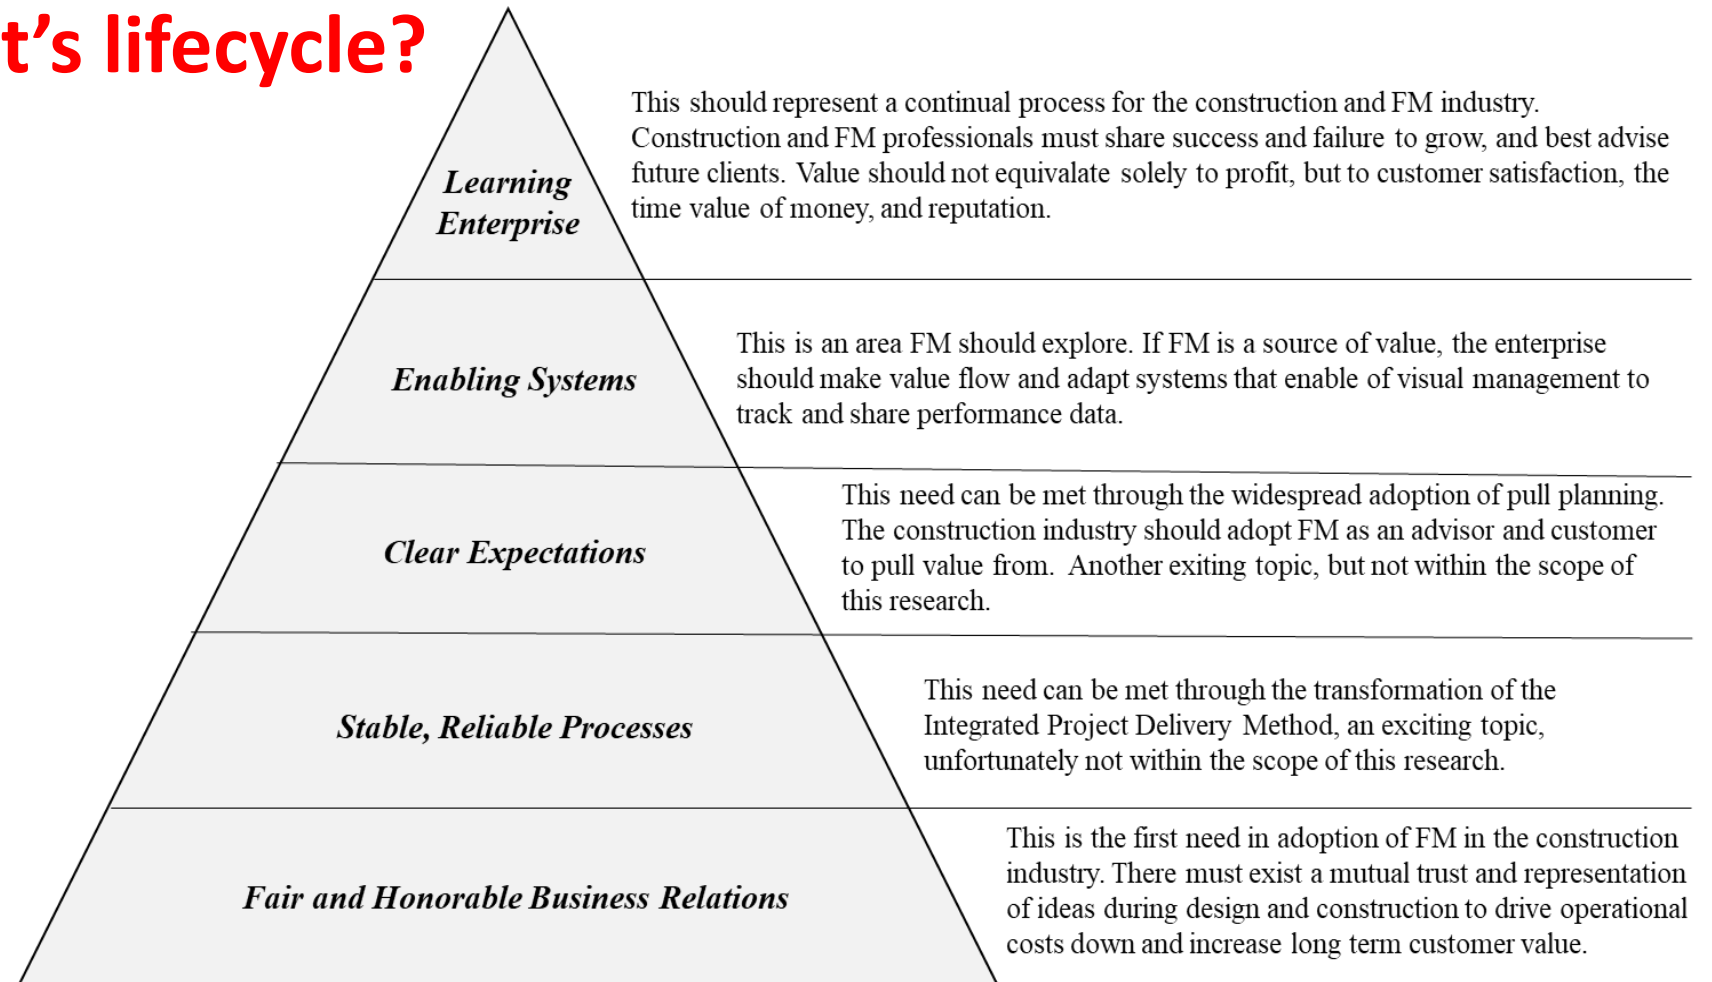 t’s lifecycle?
Learning
Enterprise
This should represent a continual process for the construction and FM industry.
Construction and FM professionals must share success and failure to grow, and best advise
future clients. Value should not equivalate solely to profit, but to customer satisfaction, the
time value of money, and reputation.
Enabling Systems
This is an area FM should explore. If FM is a source of value, the enterprise
should make value flow and adapt systems that enable of visual management to
track and share performance data.
Clear Expectations
This need can be met through the widespread adoption of pull planning.
The construction industry should adopt FM as an advisor and customer
to pull value from.  Another exiting topic, but not within the scope of
this research.
Stable, Reliable Processes
This need can be met through the transformation of the
Integrated Project Delivery Method, an exciting topic,
unfortunately not within the scope of this research.
Fair and Honorable Business Relations
This is the first need in adoption of FM in the construction
industry. There must exist a mutual trust and representation
of ideas during design and construction to drive operational
costs down and increase long term customer value.